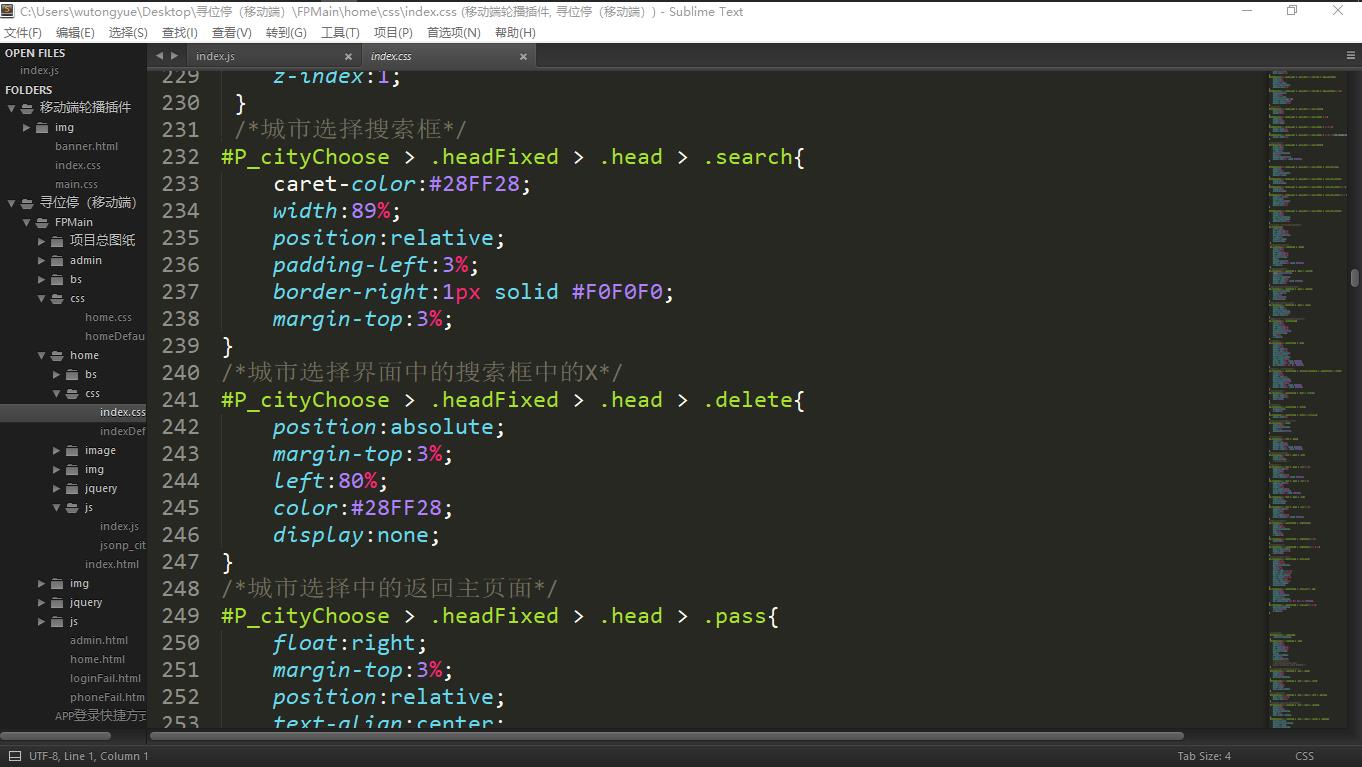 C:\Users\wutongyue\Desktop\寻位停（移动端）\FPMain\home\css\index.css (移动端轮播插件, 寻位停（移动端）) - Sublime Text
文件(F) 编辑(E) 选择(S) 查找(I) 查看(V) 转到(G) 工具(T) 项目(P) 首选项(N) 帮助(H)
OPEN FILES
index.js
FOLDERS
移动端轮播插件
img
banner.html
index.css
main.css
寻位停（移动端）
FPMain
项目总图纸
admin
bs
css
home.css
homeDefau
home
bs
css
index.css
indexDef
image
img
jquery
js
index.js
jsonp_cit
index.html
img
jquery
js
admin.html
home.html
loginFail.html
phoneFail.htm
APP登录快捷方式
index.js
index.css
229 z-index:1;
230 }
231 /*城市选择搜索框*/
232 #P_cityChoose > .headFixed > .head > .search{
233 caret-color:#28FF28;
234 width:89%;
235 position:relative;
236 padding-left:3%;
237 border-right:1px solid #F0F0F0;
238 margin-top:3%;
239 }
240 /*城市选择界面中的搜索框中的X*/
241 #P_cityChoose > .headFixed > .head > .delete{
242 position:absolute;
243 margin-top:3%;
244 left:80%;
245 color:#28FF28;
246 display:none;
247 }
248 /*城市选择中的返回主页面*/
249 #P_cityChoose > .headFixed > .head > .pass{
250 float:right;
251 margin-top:3%;
252 position:relative;
253 text-align:center;
UTF-8, Line 1, Column 1
Tab Size: 4
CSS